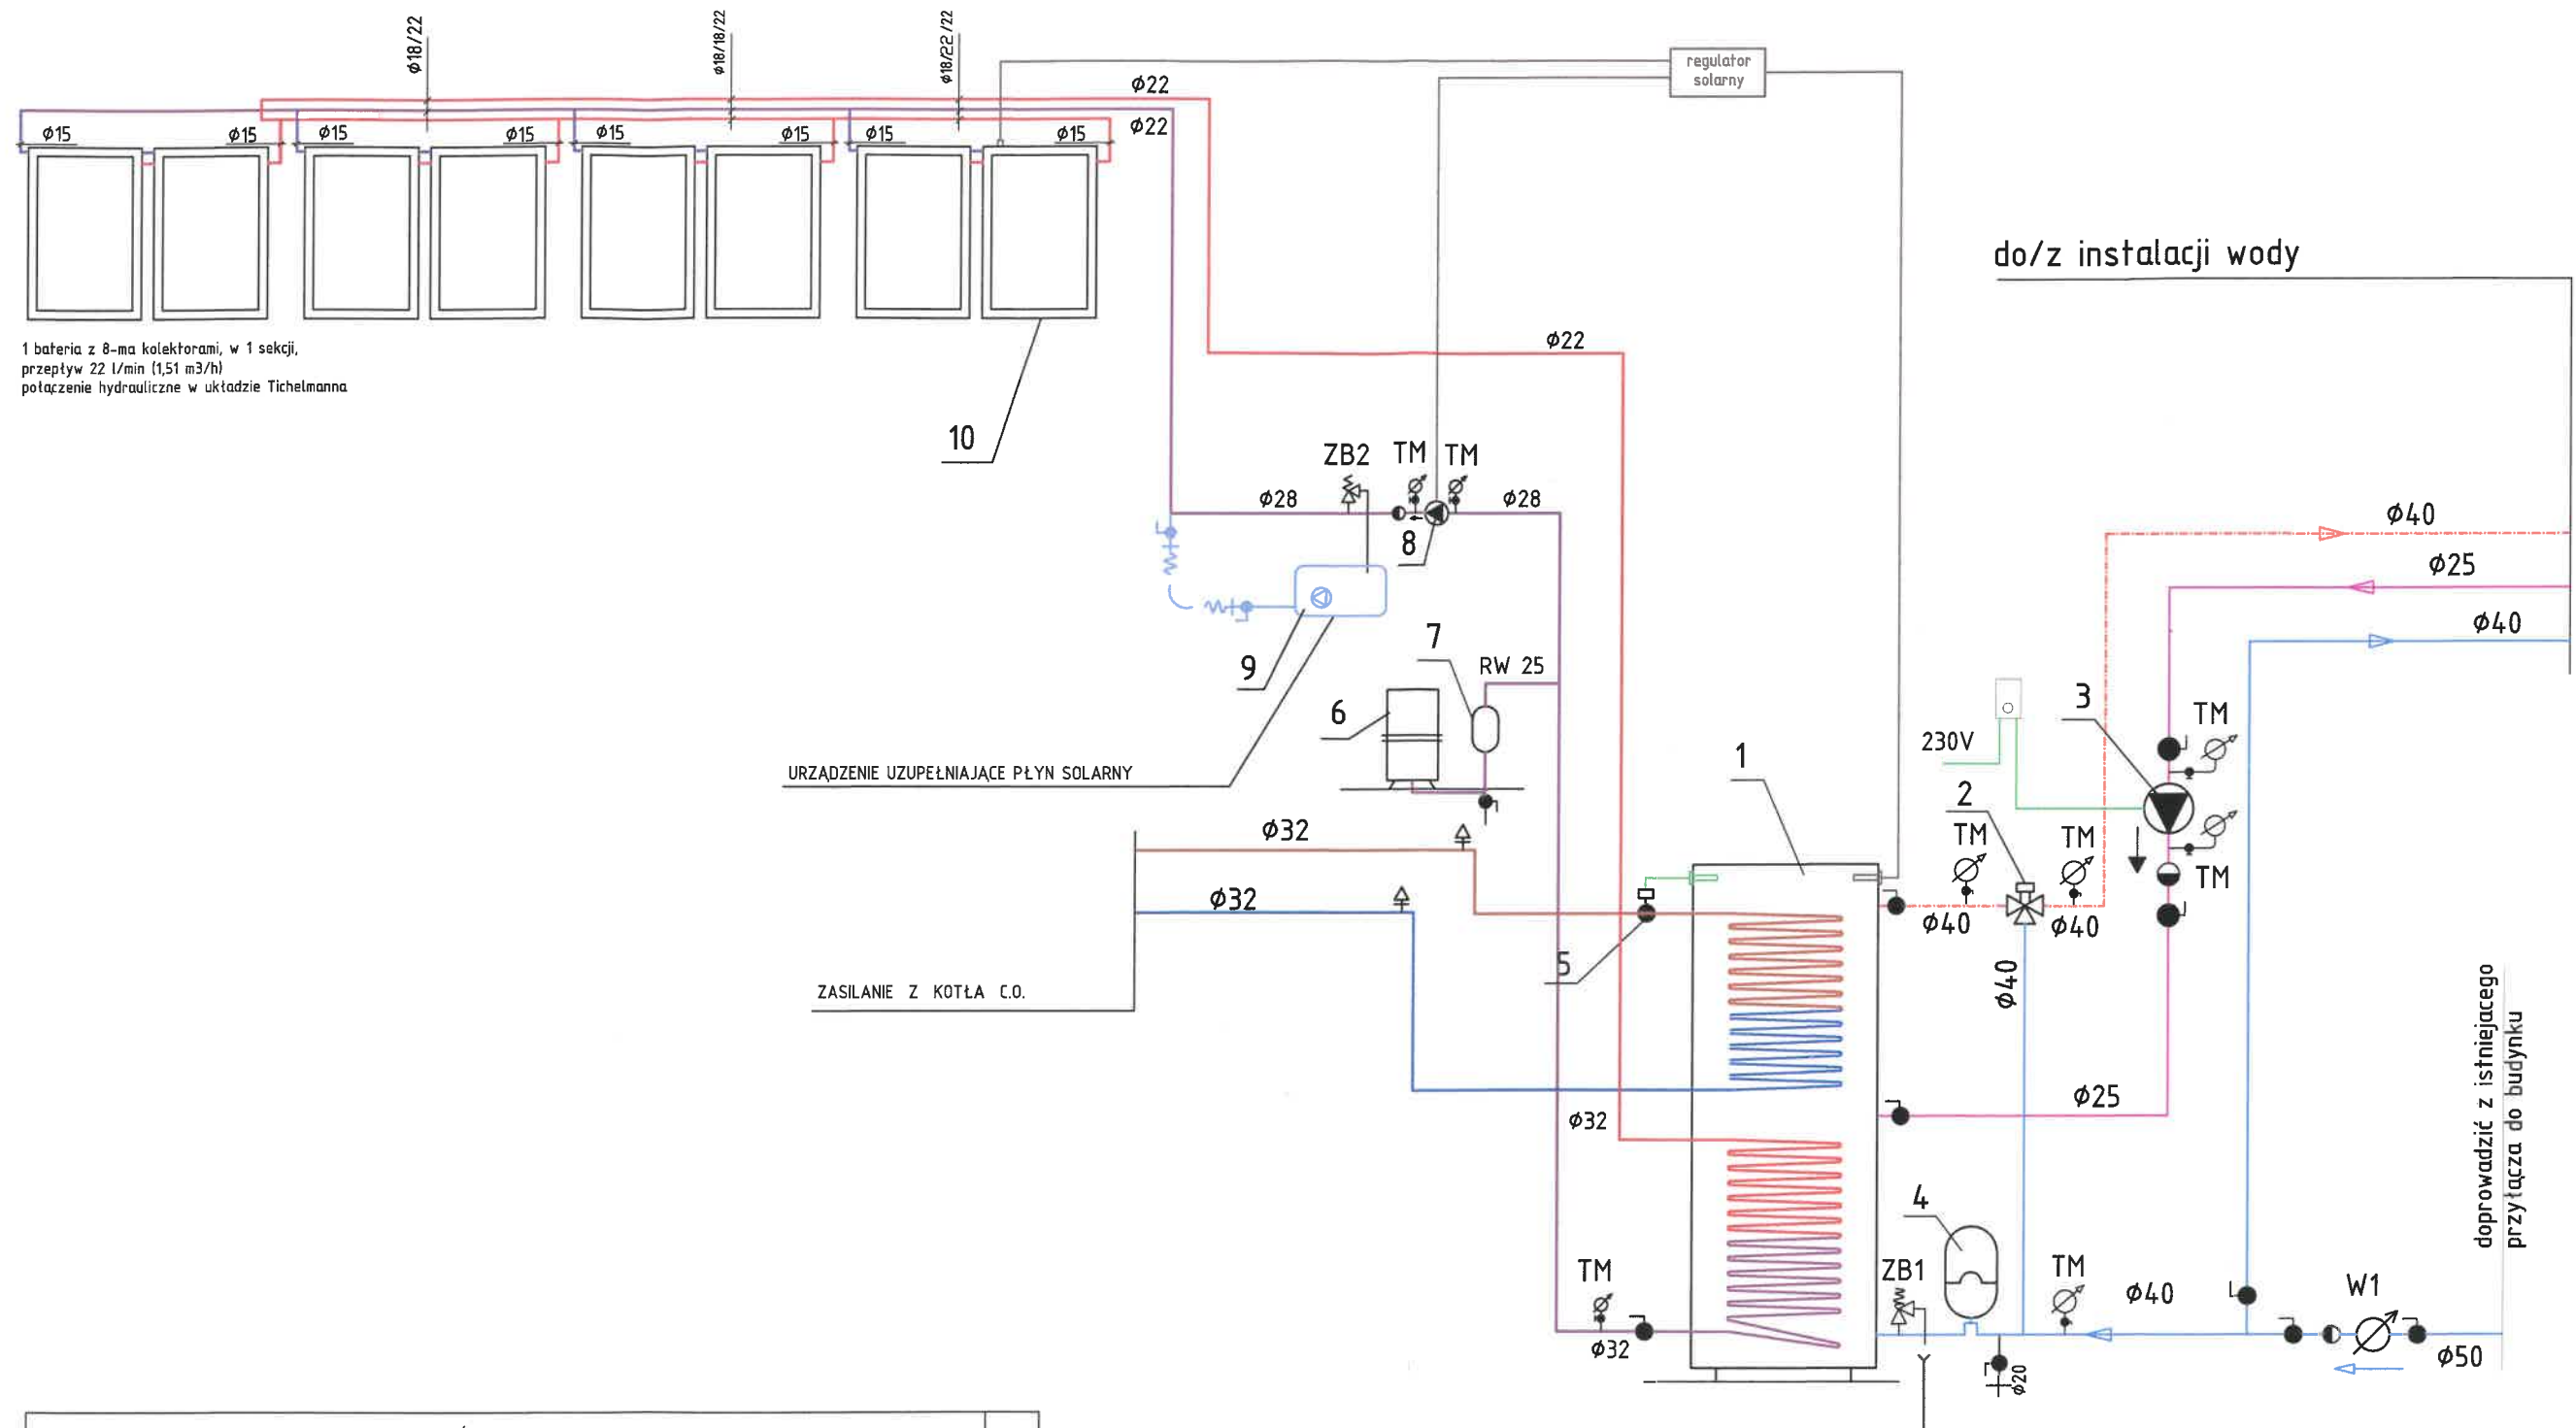 ϕ18/22
ϕ18/18/22
ϕ18/22/22
ϕ22
ϕ22
regulator
solarny
ϕ15
ϕ15
ϕ15
ϕ15
ϕ15
ϕ15
ϕ15
ϕ15
do/z instalacji wody
1 bateria z 8-ma kolektorami, w 1 sekcji,
przepływ 22 l/min (1,51 m3/h)
połączenie hydrauliczne w układzie Tichelmanna
ϕ22
10
ZB2
TM
TM
ϕ28
ϕ28
8
ϕ40
ϕ25
ϕ40
9
7
RW 25
6
URZĄDZENIE UZUPEŁNIAJĄCE PŁYN SOLARNY
1
230V
3
TM
2
TM
TM
TM
ϕ32
ϕ32
ϕ40
ϕ40
5
ϕ40
ZASILANIE Z KOTŁA C.O.
ϕ32
ϕ25
doprowadzić z istniejacego
przyłącza do budynku
4
TM
ZB1
TM
ϕ40
W1
ϕ32
ϕ20
ϕ50